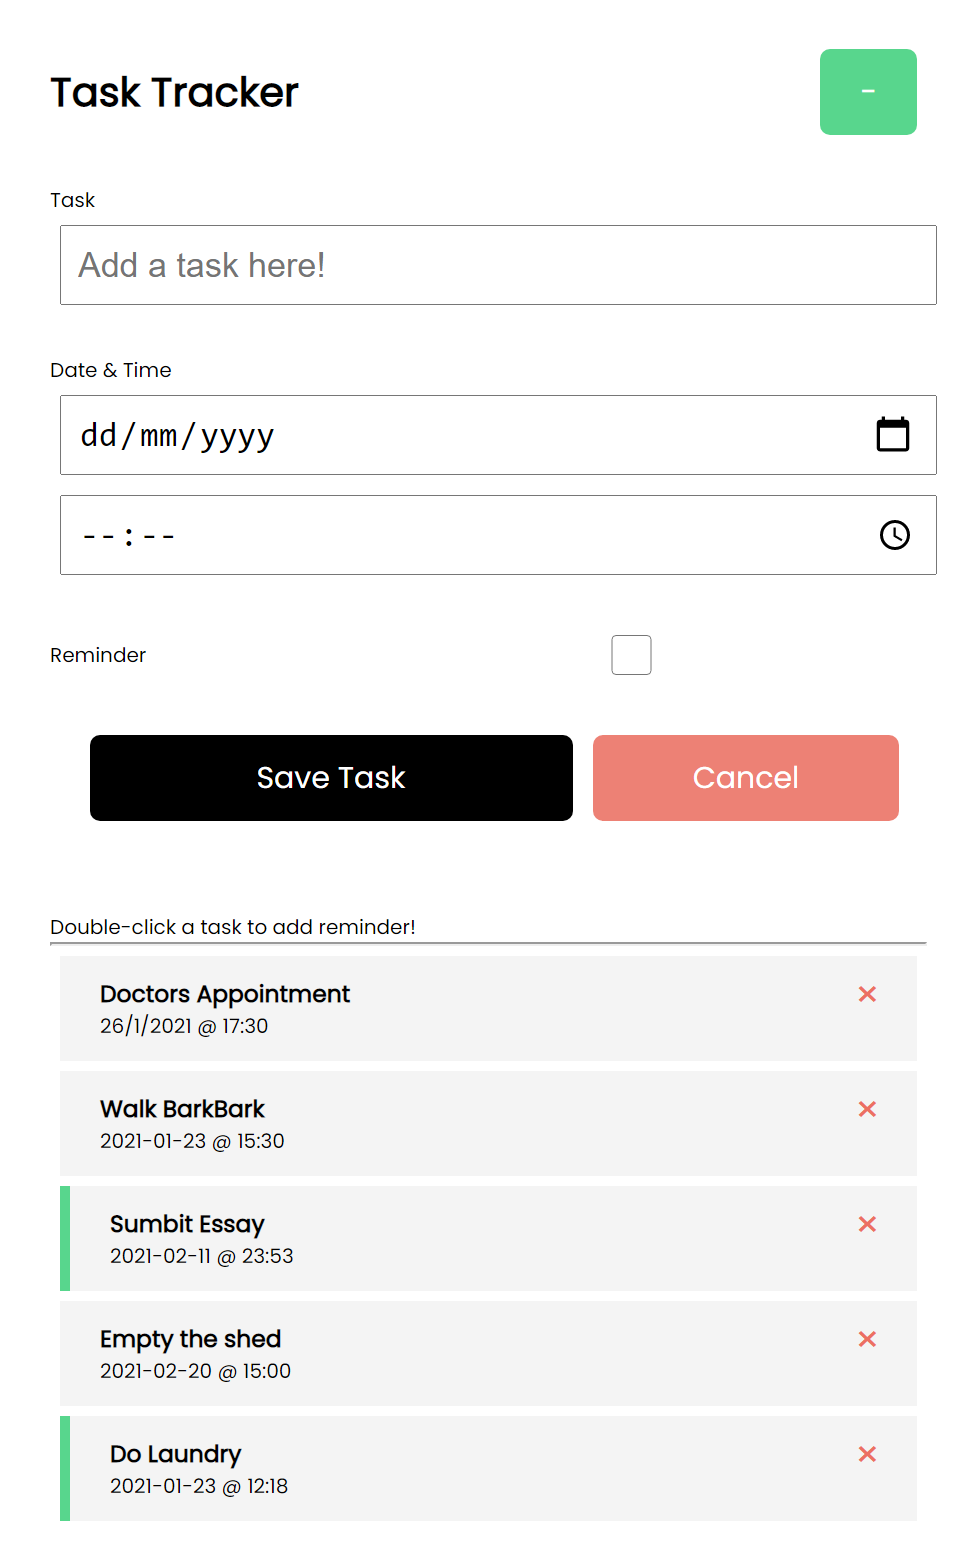 Task Tracker
-
Task
Add a task here!
Date & Time
dd/mm/yyyy
--:--
Reminder
Save Task
Cancel
Double-click a task to add reminder!
Doctors Appointment
26/1/2021 @ 17:30
Walk BarkBark
2021-01-23 @ 15:30
Sumbit Essay
2021-02-11 @ 23:53
Empty the shed
2021-02-20 @ 15:00
Do Laundry
2021-01-23 @ 12:18